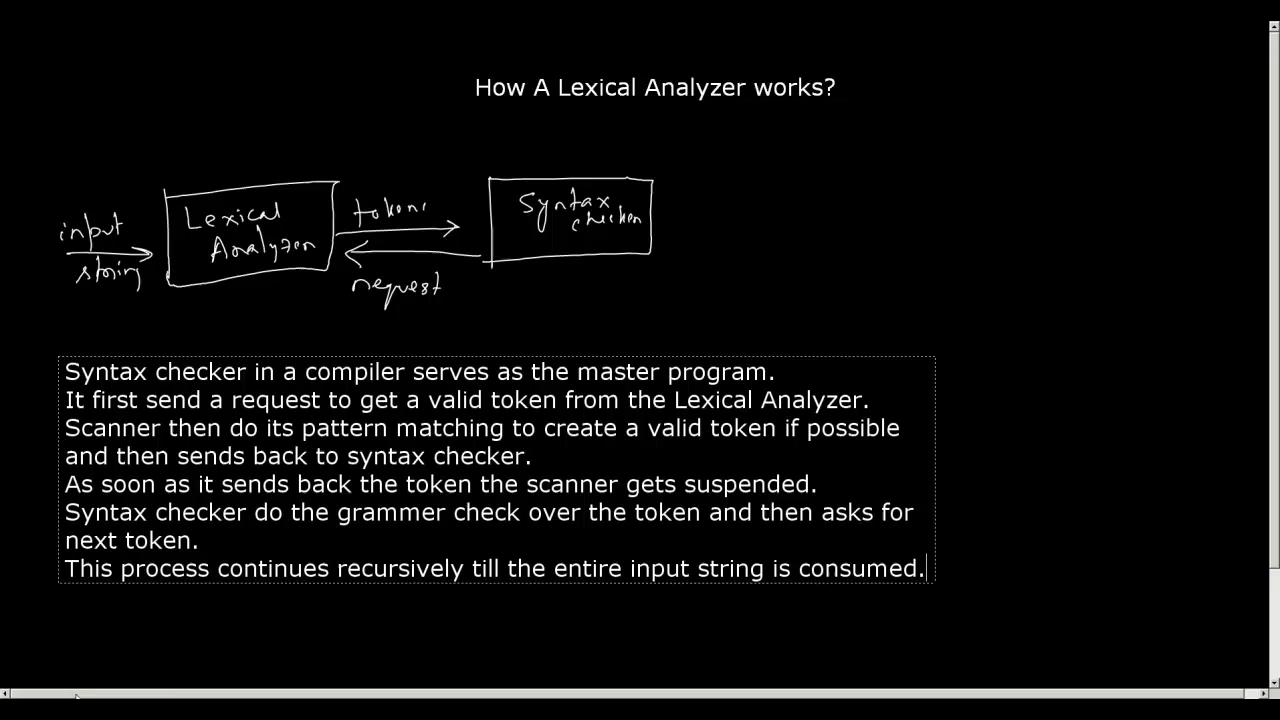 How A Lexical Analyzer works?
input
string
Lexical
Analyzer
tokens
request
Syntax
checker
Syntax checker in a compiler serves as the master program.
It first send a request to get a valid token from the Lexical Analyzer.
Scanner then do its pattern matching to create a valid token if possible
and then sends back to syntax checker.
As soon as it sends back the token the scanner gets suspended.
Syntax checker do the grammer check over the token and then asks for
next token.
This process continues recursively till the entire input string is consumed.